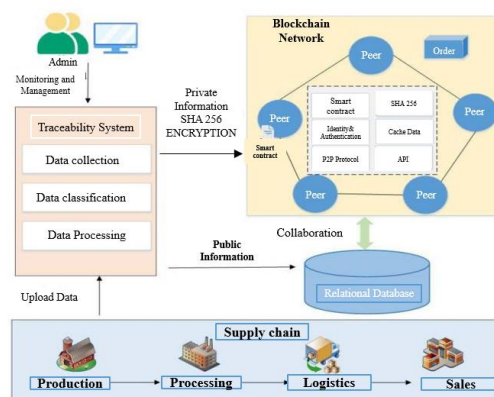 Admin
Monitoring and
Management
Traceability System
Data collection
Data classification
Data Processing
Upload Data
Private
Information
SHA 256
ENCRYPTION
Public
Information
Blockchain
Network
Order
Peer
Peer
Peer
Peer
Peer
Smart
contract
Smart
contract
SHA 256
Identity&
Authentication
Cache Data
P2P Protocol
API
Collaboration
Relational Database
Supply chain
Production
Processing
Logistics
Sales